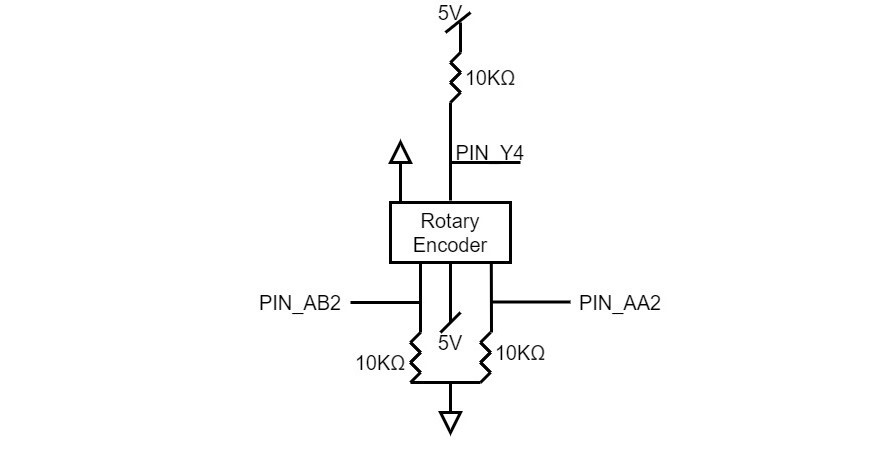 5V
10KΩ
PIN_Y4
Rotary
Encoder
PIN_AB2
PIN_AA2
5V
10KΩ
10KΩ